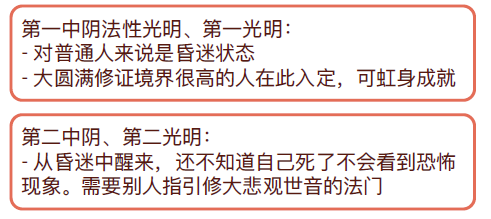 第一中阴法性光明、第一光明：
- 对普通人来说是昏迷状态
- 大圆满修证境界很高的人在此入定，可虹身成就
第二中阴、第二光明：
- 从昏迷中醒来，还不知道自己死了不会看到恐怖
现象。需要别人指引修大悲观世音的法门